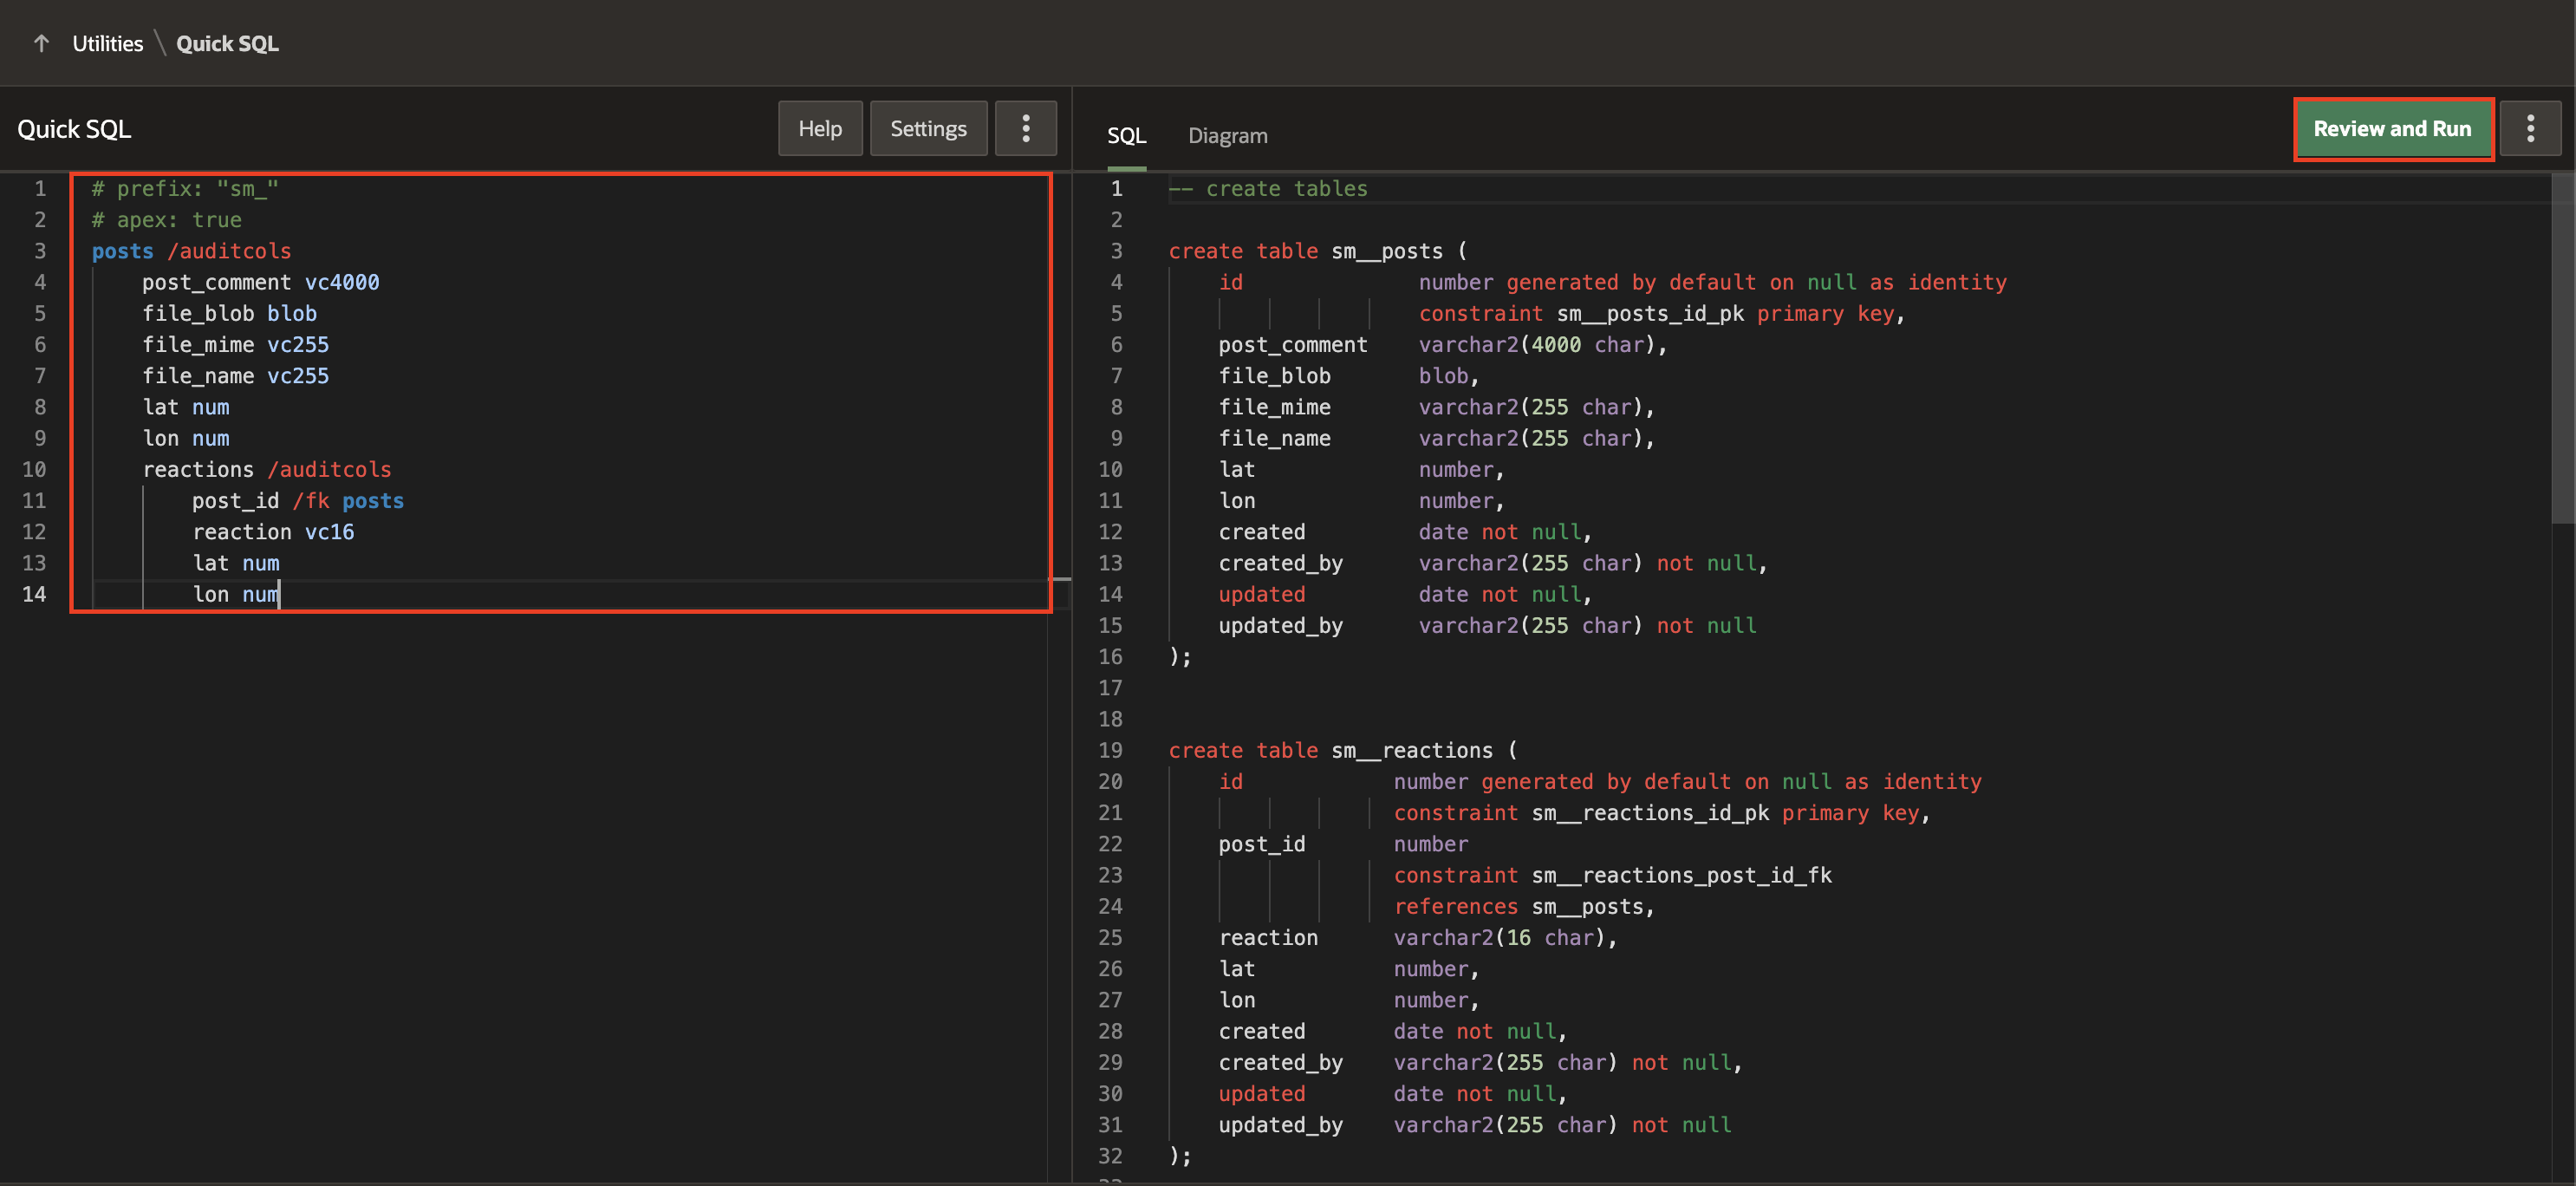 ↑ Utilities \ Quick SQL
Quick SQL
Help
Settings
1 # prefix: "sm_"
2 # apex: true
3 posts /auditcols
4     post_comment vc4000
5     file_blob blob
6     file_mime vc255
7     file_name vc255
8     lat num
9     lon num
10     reactions /auditcols
11         post_id /fk posts
12         reaction vc16
13         lat num
14         lon num
SQL
Diagram
Review and Run
1 -- create tables
2
3 create table sm__posts (
4     id              number generated by default on null as identity
5                     constraint sm__posts_id_pk primary key,
6     post_comment    varchar2(4000 char),
7     file_blob       blob,
8     file_mime       varchar2(255 char),
9     file_name       varchar2(255 char),
10     lat             number,
11     lon             number,
12     created         date not null,
13     created_by      varchar2(255 char) not null,
14     updated         date not null,
15     updated_by      varchar2(255 char) not null
16 );
17
18
19 create table sm__reactions (
20     id            number generated by default on null as identity
21                   constraint sm__reactions_id_pk primary key,
22     post_id       number
23                   constraint sm__reactions_post_id_fk
24                   references sm__posts,
25     reaction      varchar2(16 char),
26     lat           number,
27     lon           number,
28     created       date not null,
29     created_by    varchar2(255 char) not null,
30     updated       date not null,
31     updated_by    varchar2(255 char) not null
32 );